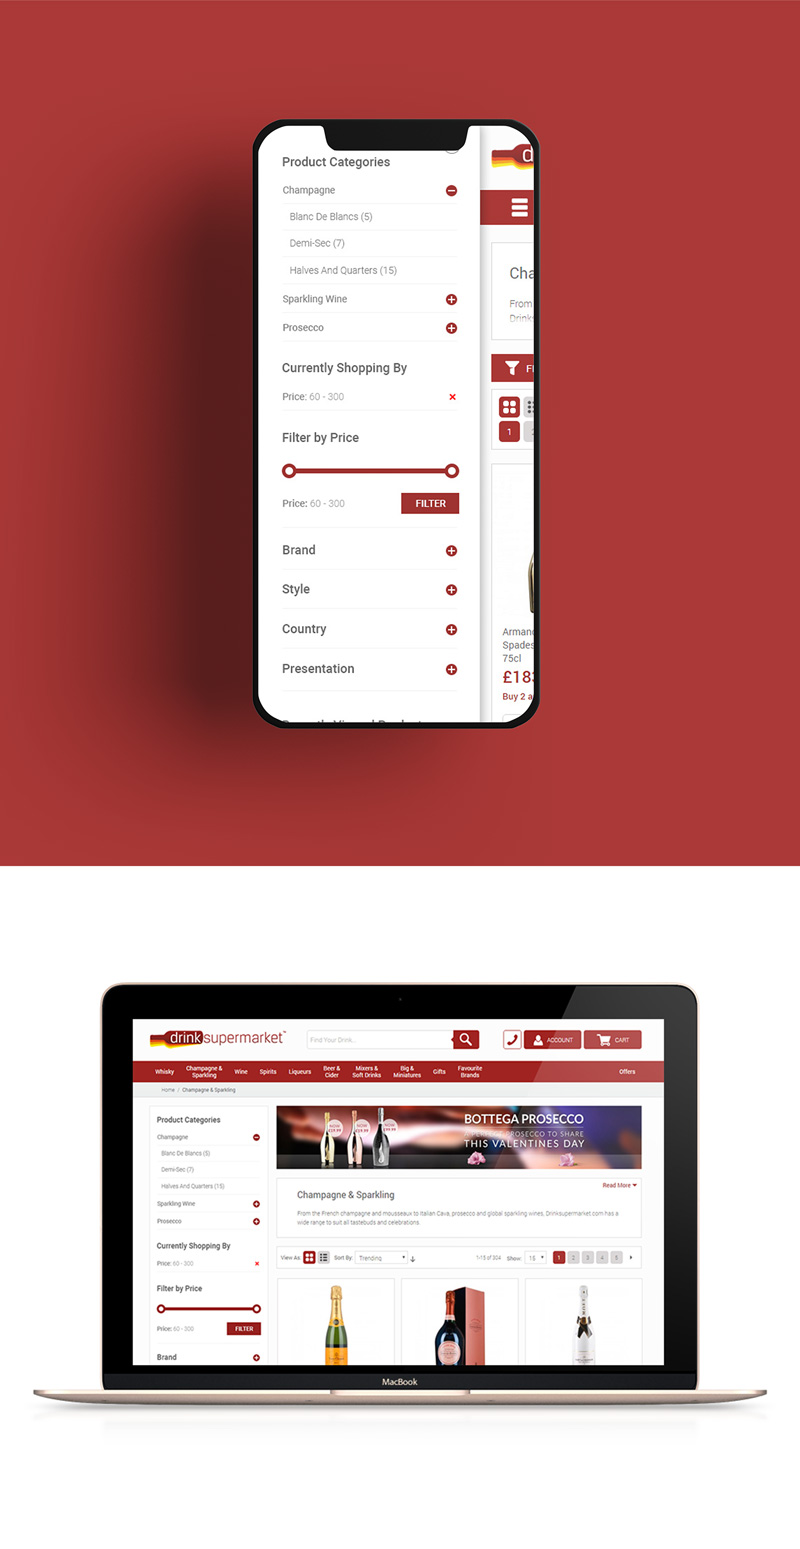 Product Categories
Champagne
Blanc De Blancs (5)
Demi-Sec (7)
Halves And Quarters (15)
Sparkling Wine
Prosecco
Currently Shopping By
Price: 60 - 300
Filter by Price
Price: 60 - 300
FILTER
Brand
Style
Country
Presentation
d
Cha
From
Drinks
FI
1
Arman
Spades
75cl
£183
Buy 2 a
drinksupermarket™
Find Your Drink...
ACCOUNT
CART
Whisky
Champagne &
Sparkling
Wine
Spirits
Liqueurs
Beer &
Cider
Mixers &
Soft Drinks
Big &
Miniatures
Gifts
Favourite
Brands
Offers
Home / Champagne & Sparkling
Product Categories
Champagne
Blanc De Blancs (5)
Demi-Sec (7)
Halves And Quarters (15)
Sparkling Wine
Prosecco
Currently Shopping By
Price: 60 - 300
Filter by Price
Price: 60 - 300
FILTER
Brand
BOTTEGA PROSECCO
PROSECCO TO SHARE
THIS VALENTINES DAY
Read More
Champagne & Sparkling
From the French champagne and mousseaux to Italian Cava, prosecco and global sparkling wines, Drinksupermarket.com has a
wide range to suit all tastebuds and celebrations.
View As
Sort By: Trending
1-15 of 304
Show: 15
1 2 3 4 5
MacBook